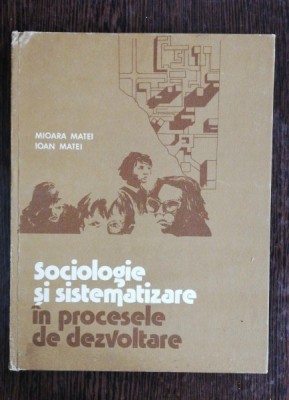 MIOARA MATEI
IOAN MATEI
Sociologie
și sistematizare
în procesele
de dezvoltare